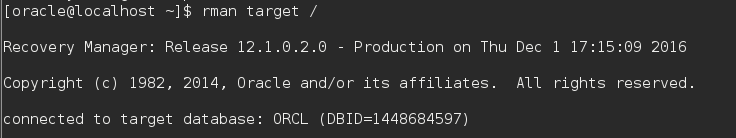 [oracle@localhost ~]$ rman target /
Recovery Manager: Release 12.1.0.2.0 - Production on Thu Dec 1 17:15:09 2016
Copyright (c) 1982, 2014, Oracle and/or its affiliates.  All rights reserved.
connected to target database: ORCL (DBID=1448684597)